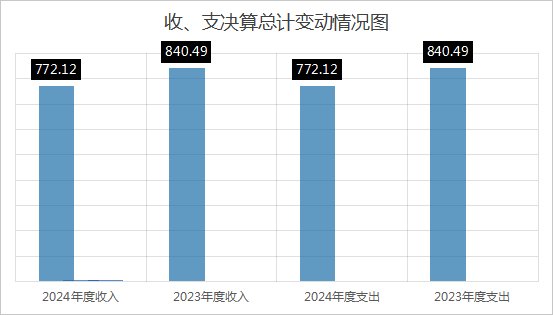 收、支决算总计变动情况图
772.12
840.49
772.12
840.49
2024年度收入
2023年度收入
2024年度支出
2023年度支出